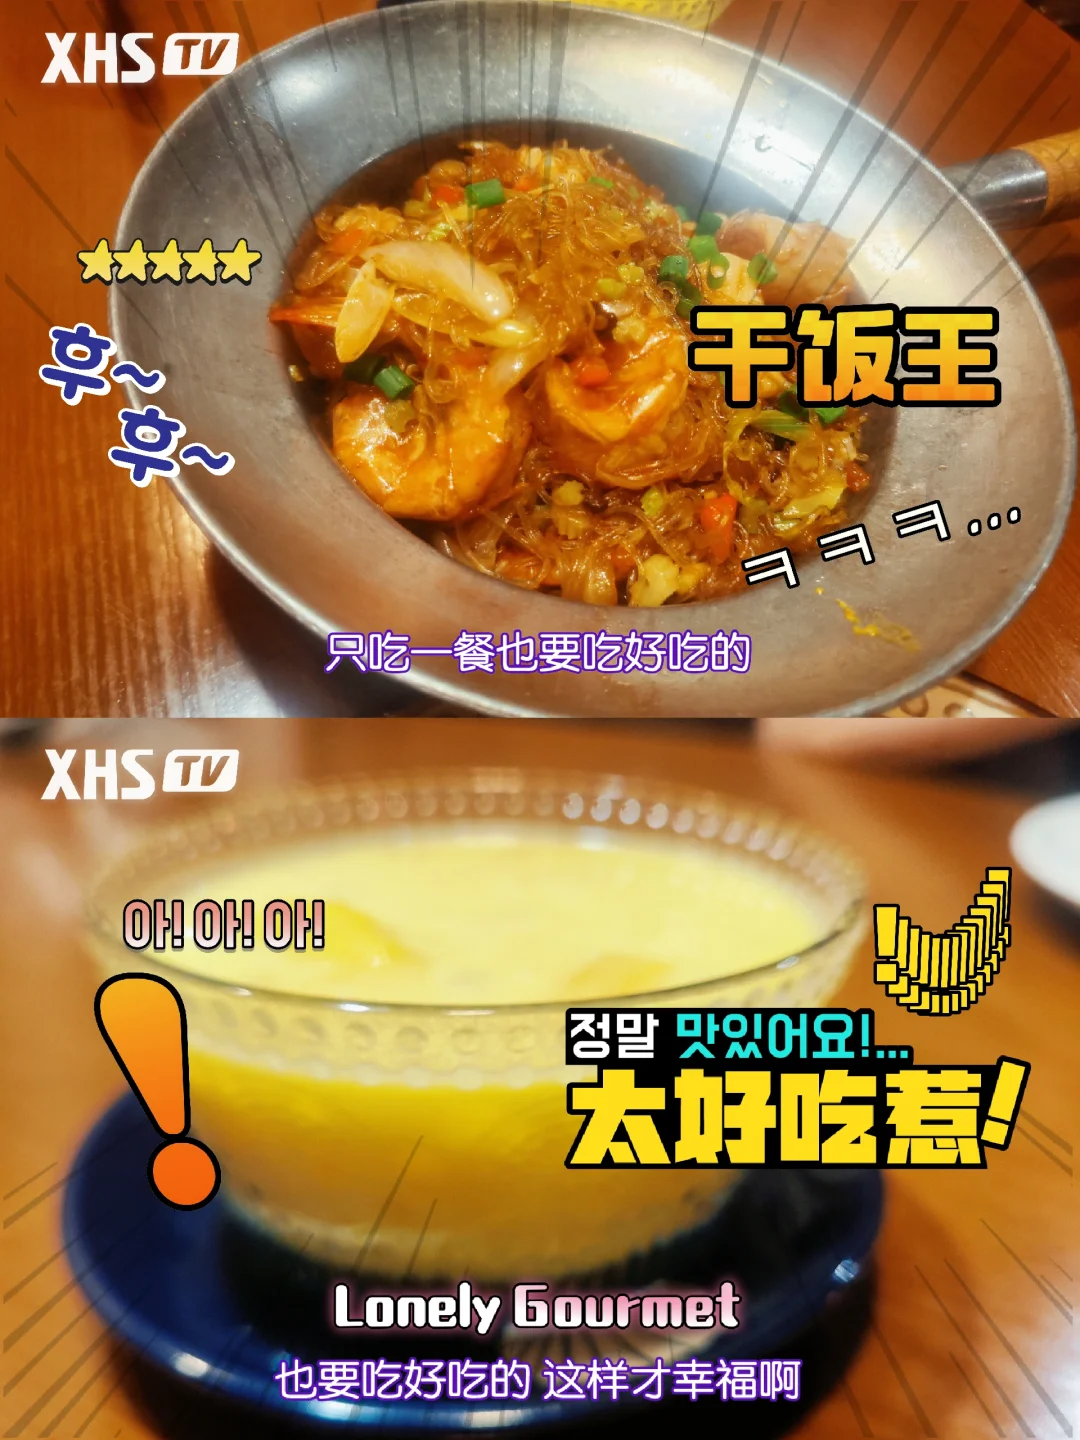 XHS TV
후~
후~
干饭王
ㅋㅋㅋ...
只吃一餐也要吃好吃的
XHS TV
아! 아! 아!
!
정말 맛있어요!...
太好吃惹!
Lonely Gourmet
也要吃好吃的 这样才幸福啊